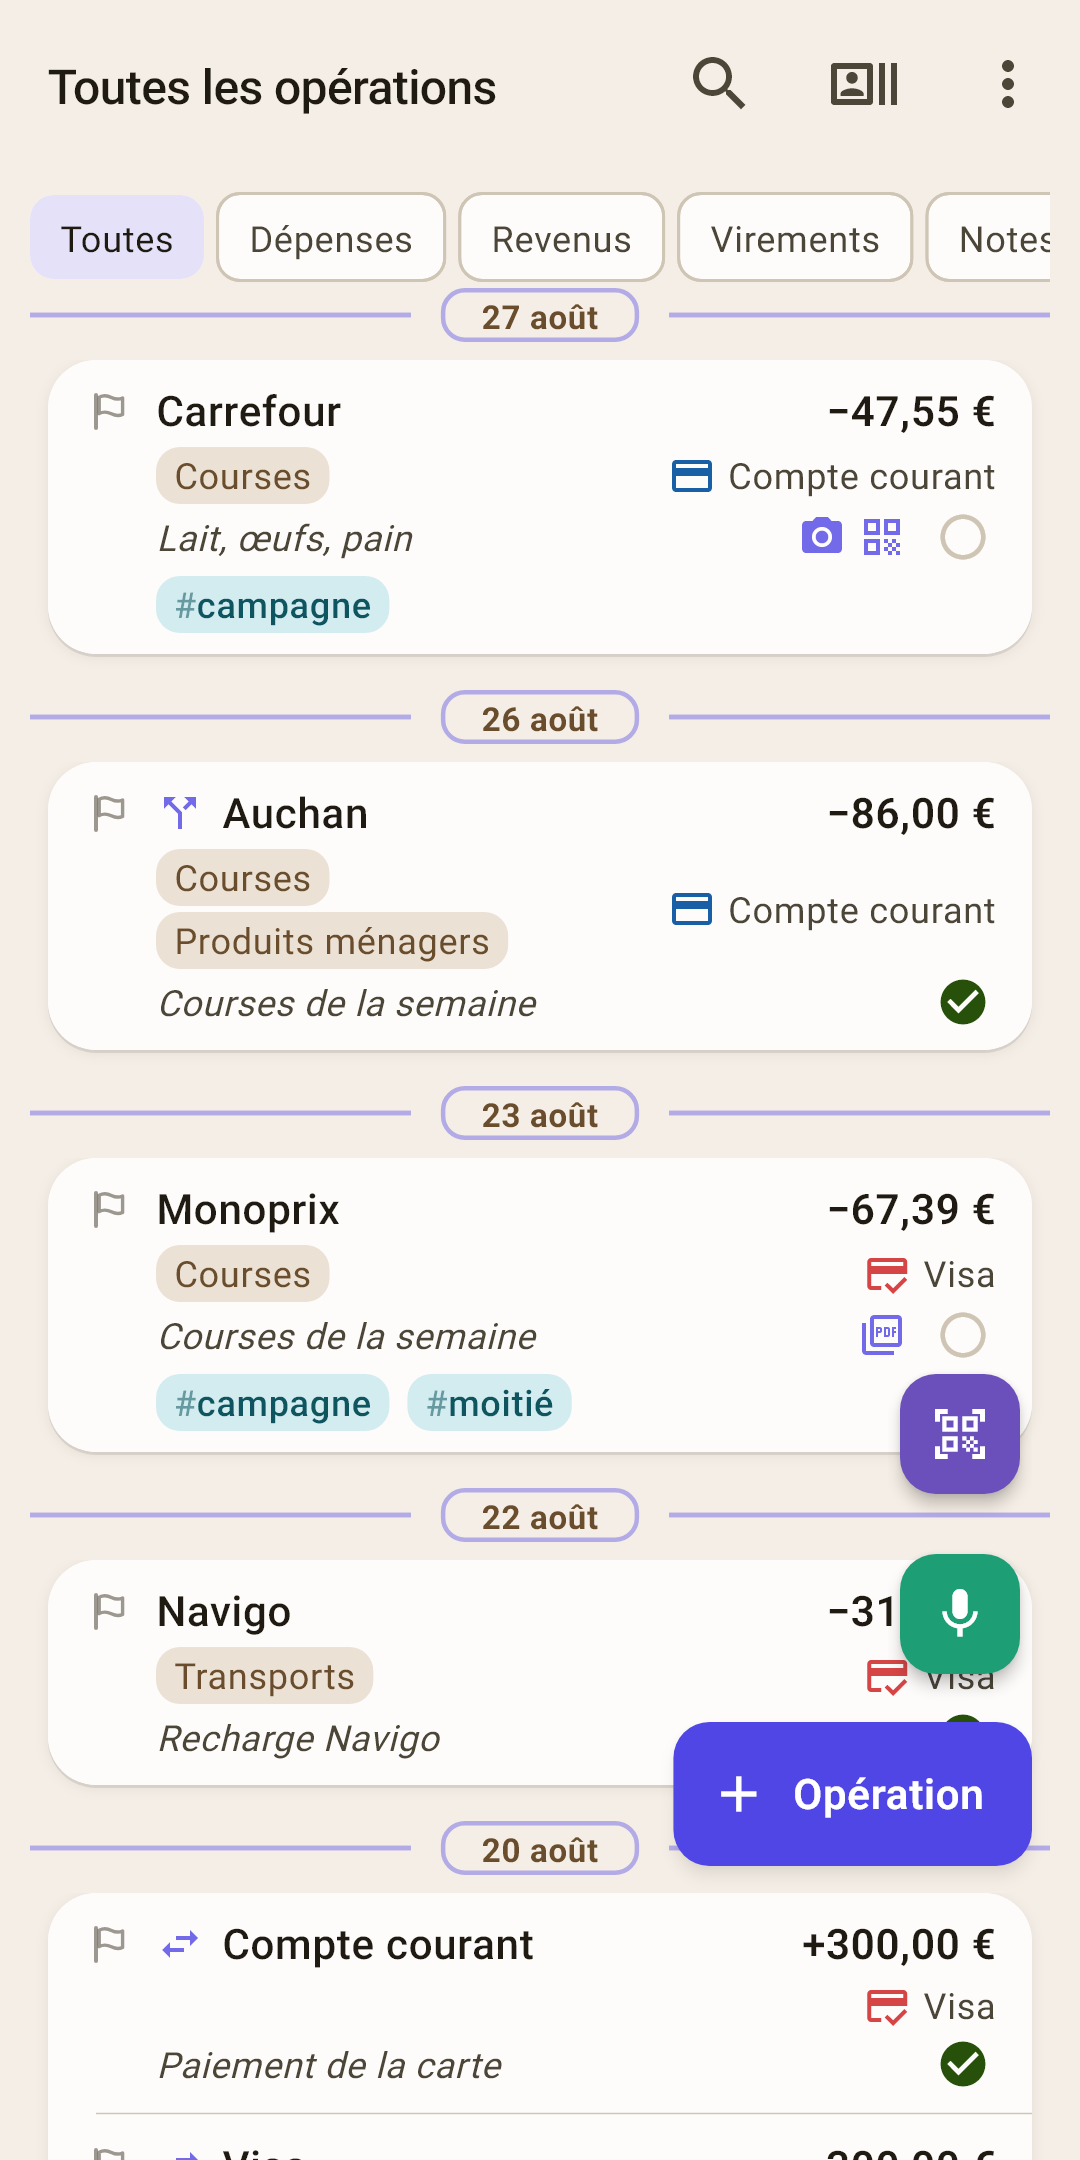 Toutes les opérations
Toutes Dépenses Revenus Virements Notes
27 août
Carrefour −47,55 €
Courses Compte courant
Lait, œufs, pain
#campagne
26 août
Auchan −86,00 €
Courses
Produits ménagers Compte courant
Courses de la semaine
23 août
Monoprix −67,39 €
Courses Visa
Courses de la semaine PDF
#campagne #moitié
22 août
Navigo −31
Transports Visa
Recharge Navigo
+ Opération
20 août
Compte courant +300,00 €
Visa
Paiement de la carte